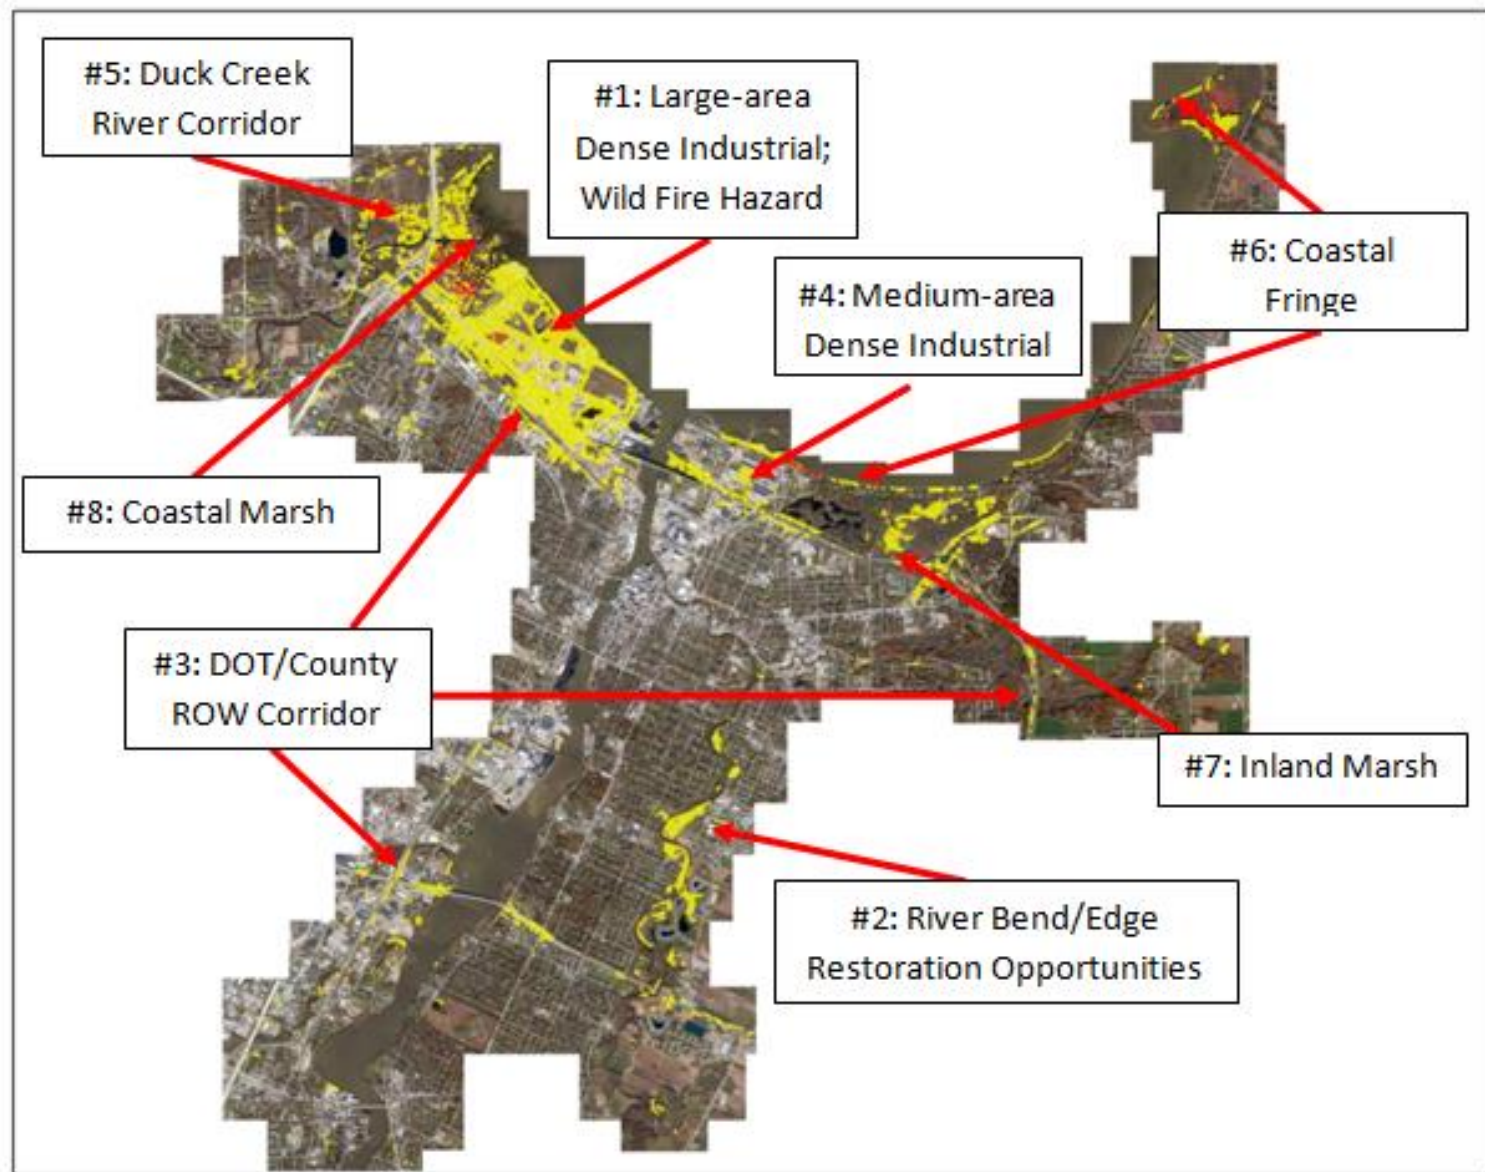 #5: Duck Creek
River Corridor
#1: Large-area
Dense Industrial;
Wild Fire Hazard
#6: Coastal
Fringe
#4: Medium-area
Dense Industrial
#8: Coastal Marsh
#3: DOT/County
ROW Corridor
#7: Inland Marsh
#2: River Bend/Edge
Restoration Opportunities